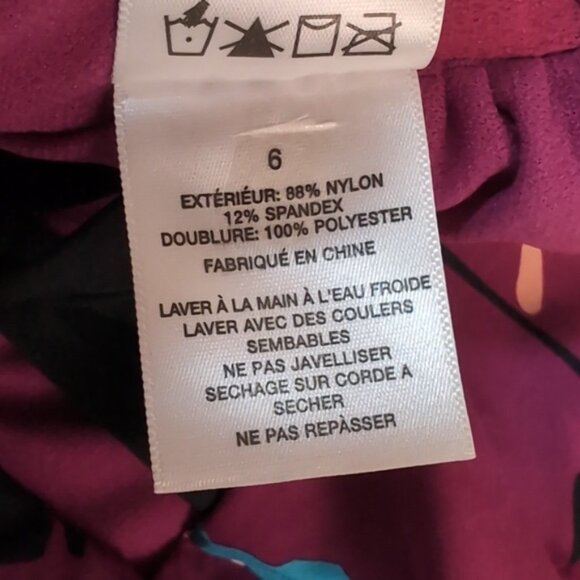 6
EXTÉRIÉUR: 88% NYLON
12% SPANDEX
DOUBLURE: 100% POLYESTER
FABRIQUÉ EN CHINE
LAVER À LA MAIN À L'EAU FROIDE
LAVER AVEC DES COULERS
SEMBABLES
NE PAS JAVELLISER
SECHAGE SUR CORDE A
SECHER
NE PAS REPÀSSER